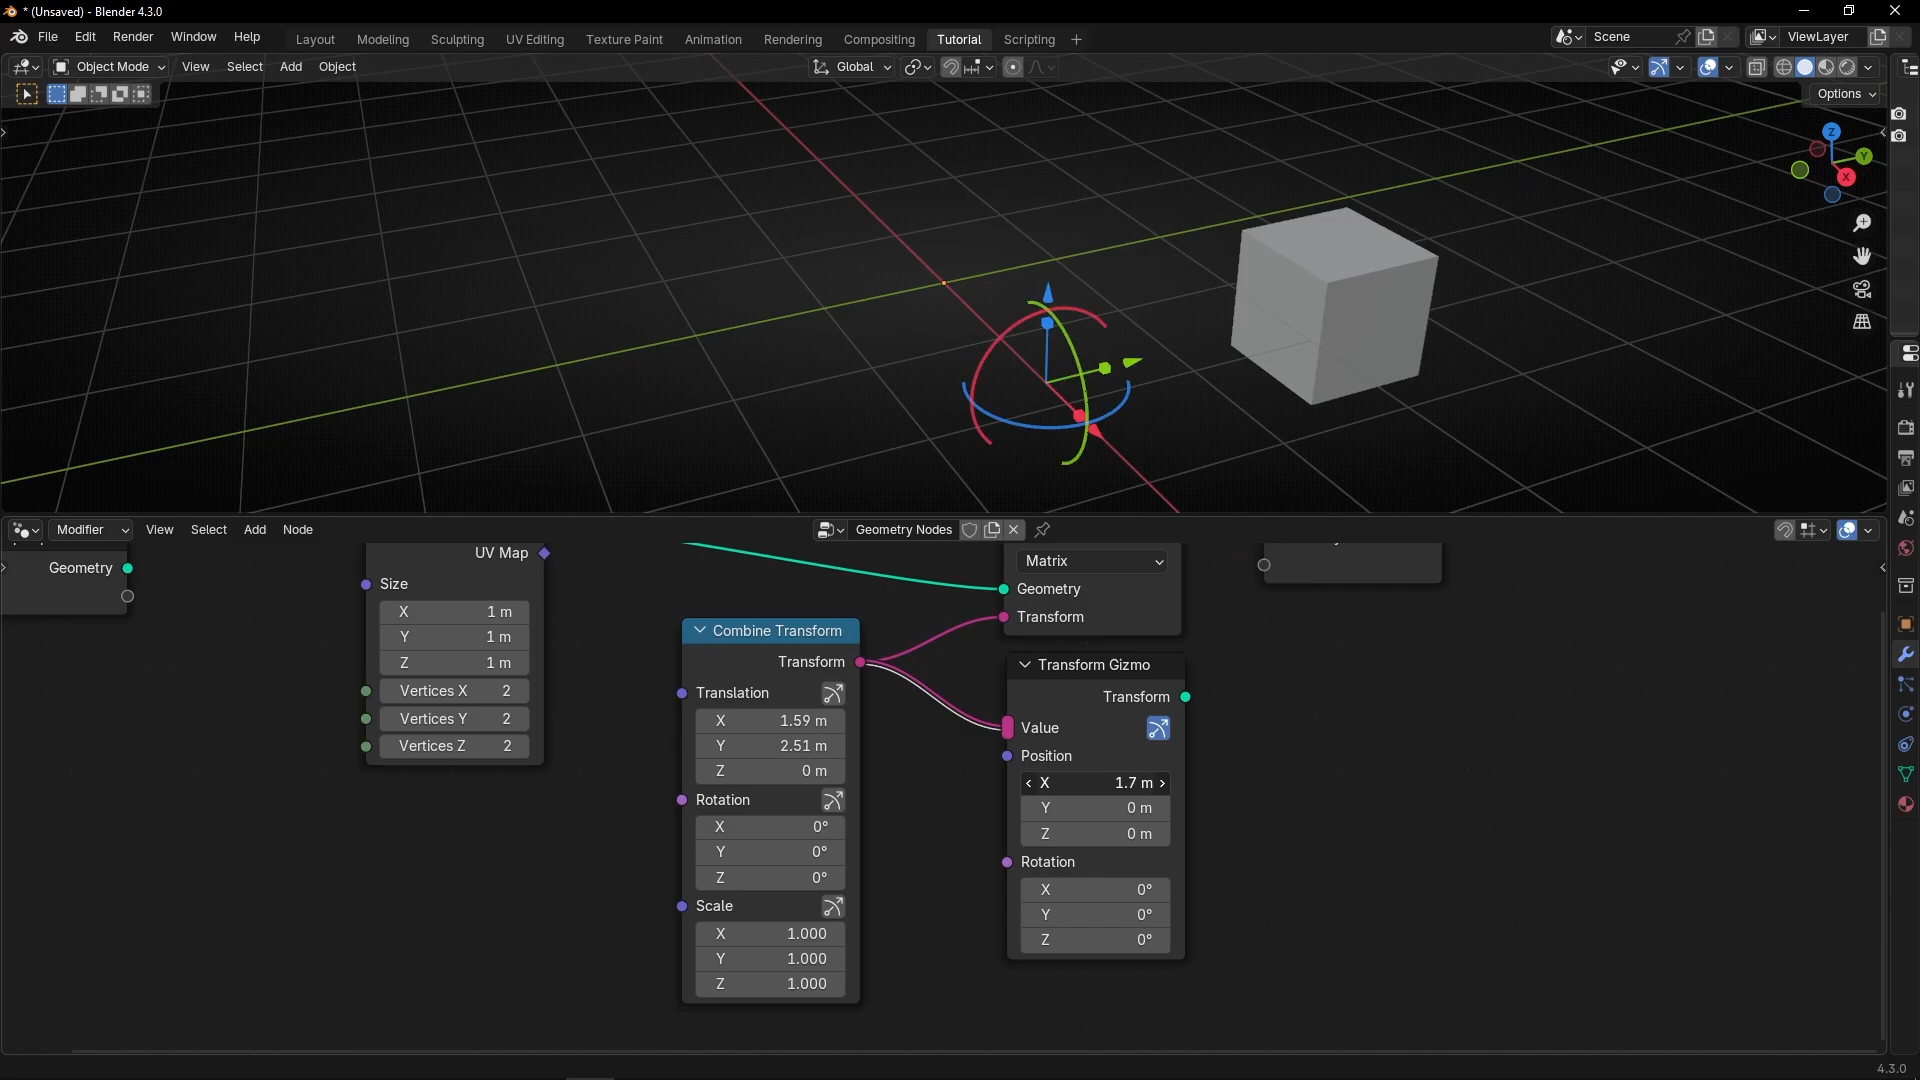 * (Unsaved) - Blender 4.3.0
File Edit Render Window Help Layout Modeling Sculpting UV Editing Texture Paint Animation Rendering Compositing Tutorial Scripting + Scene ViewLayer
Object Mode View Select Add Object Global
Options
Z
Y
X
Modifier View Select Add Node Geometry Nodes
UV Map
Geometry
Size
X 1 m
Y 1 m
Z 1 m
Vertices X 2
Vertices Y 2
Vertices Z 2
Combine Transform
Transform
Translation
X 1.59 m
Y 2.51 m
Z 0 m
Rotation
X 0°
Y 0°
Z 0°
Scale
X 1.000
Y 1.000
Z 1.000
Matrix
Geometry
Transform
Transform Gizmo
Transform
Value
Position
X 1.7 m
Y 0 m
Z 0 m
Rotation
X 0°
Y 0°
Z 0°
4.3.0